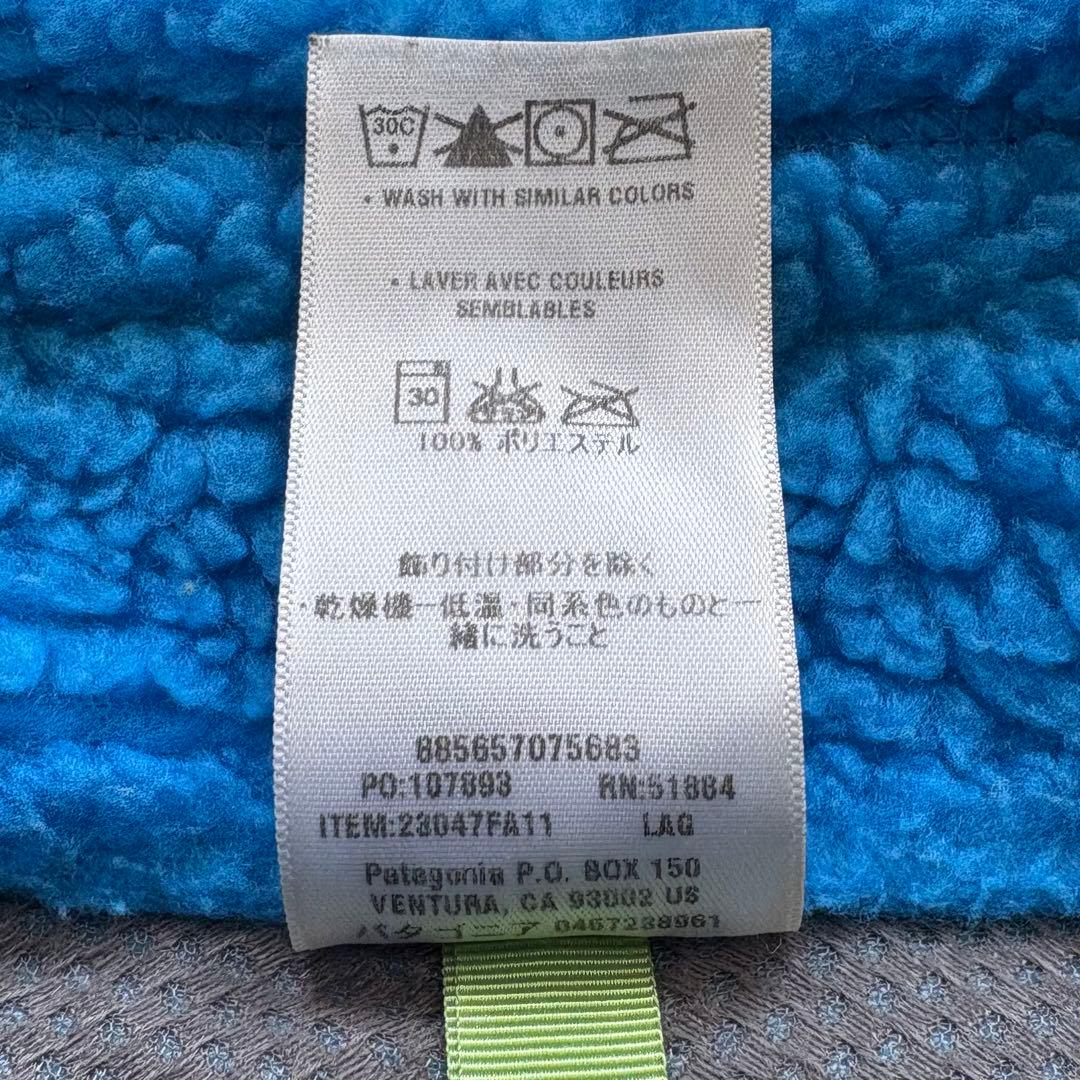 30C
• WASH WITH SIMILAR COLORS
• LAVER AVEC COULEURS
SEMBLABLES
30
100% ポリエステル
飾り付け部分を除く
・乾燥機ー低温・同系色のものと一
緒に洗うこと
885657075683
PO:107893 RN:51884
ITEM:23047FA11 LAG
Patagonia P.O. BOX 150
VENTURA, CA 93002 US
パタゴニア 0467238961